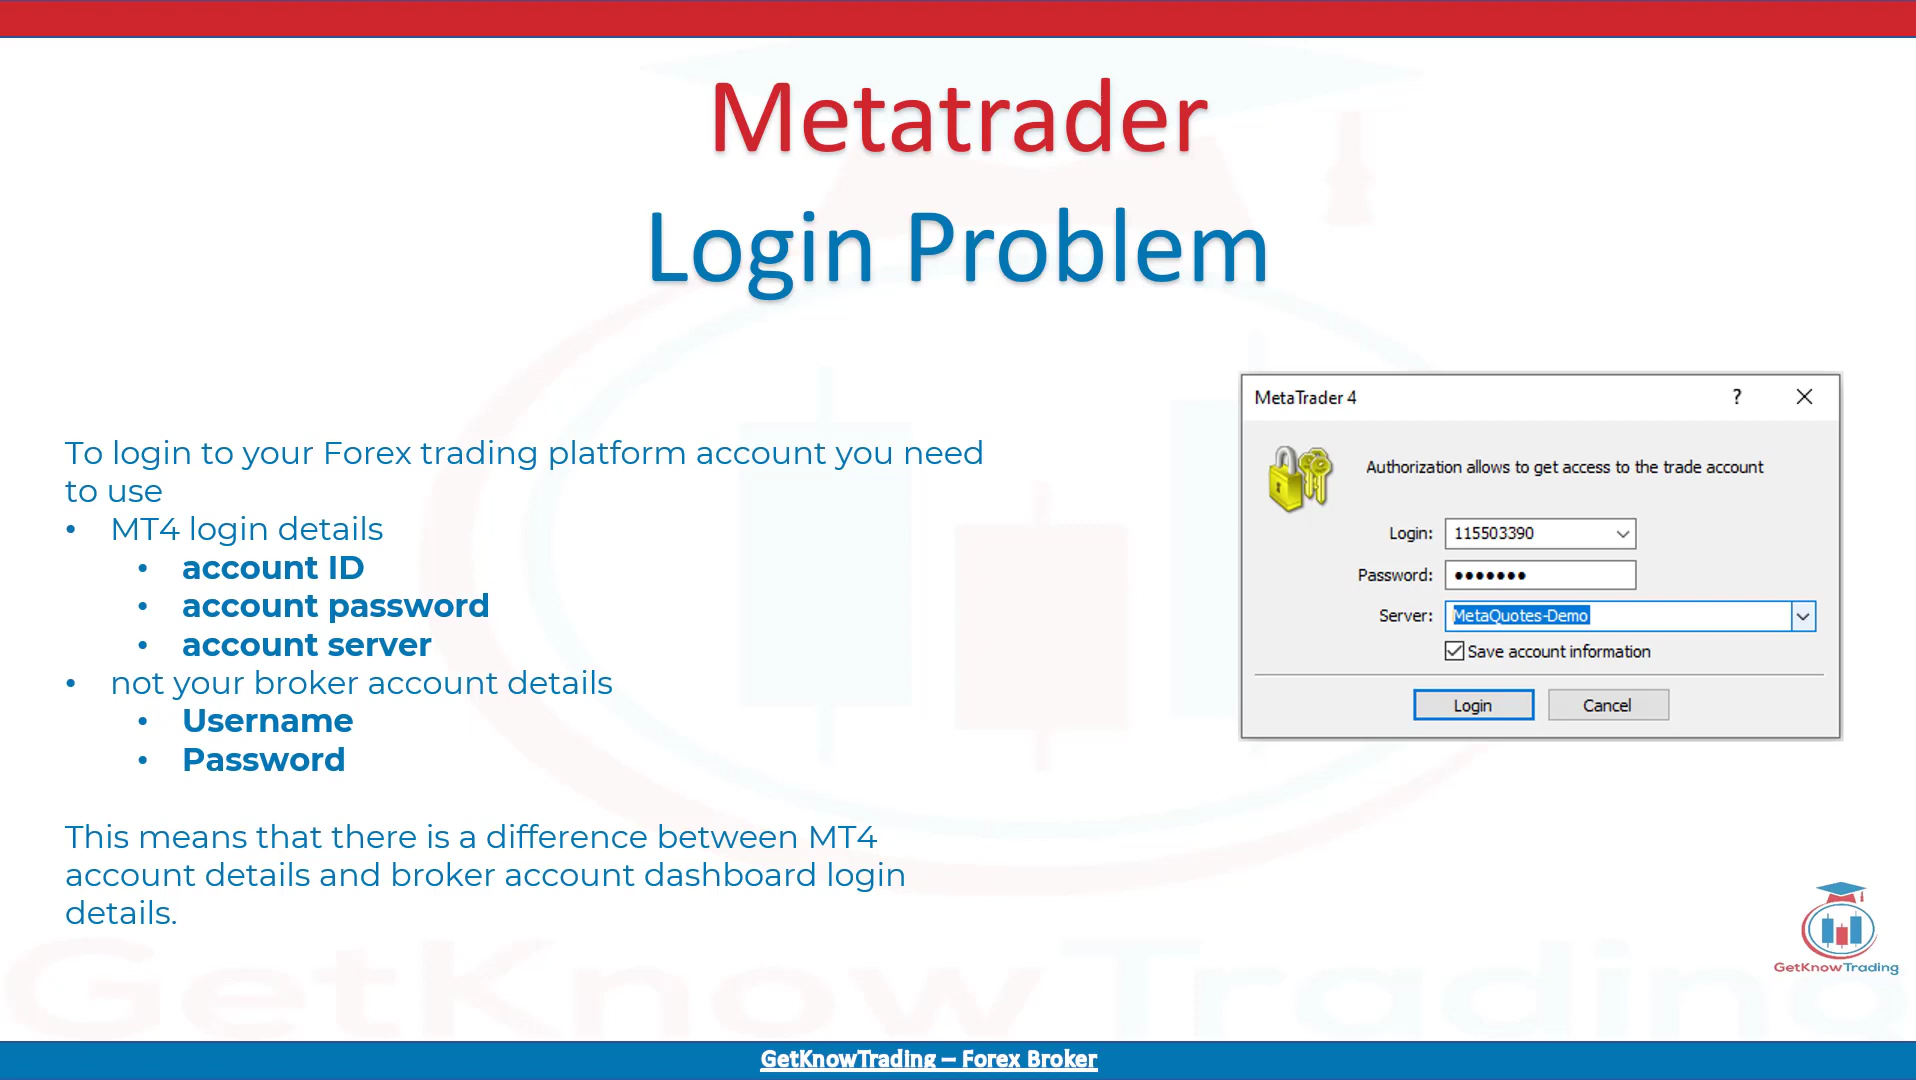 Metatrader
Login Problem
To login to your Forex trading platform account you need
to use
• MT4 login details
• account ID
• account password
• account server
• not your broker account details
• Username
• Password
This means that there is a difference between MT4
account details and broker account dashboard login
details.
MetaTrader 4
?
Authorization allows to get access to the trade account
Login: 115503390
Password: •••••••
Server: MetaQuotes-Demo
Save account information
Login Cancel
GetKnowTrading
GetKnow Trading
GetKnowTrading – Forex Broker